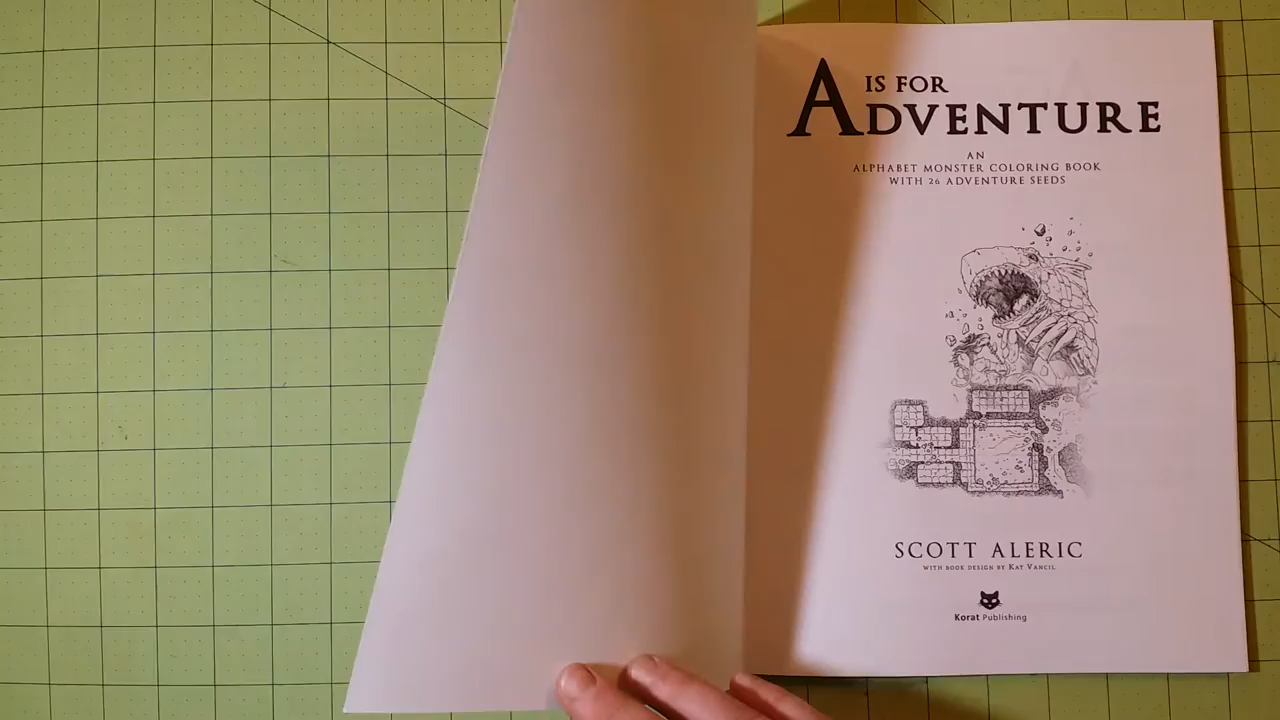 A IS FOR
ADVENTURE
AN
ALPHABET MONSTER COLORING BOOK
WITH 26 ADVENTURE SEEDS
SCOTT ALERIC
WITH BOOK DESIGN BY KAT VANCIL
Korat Publishing